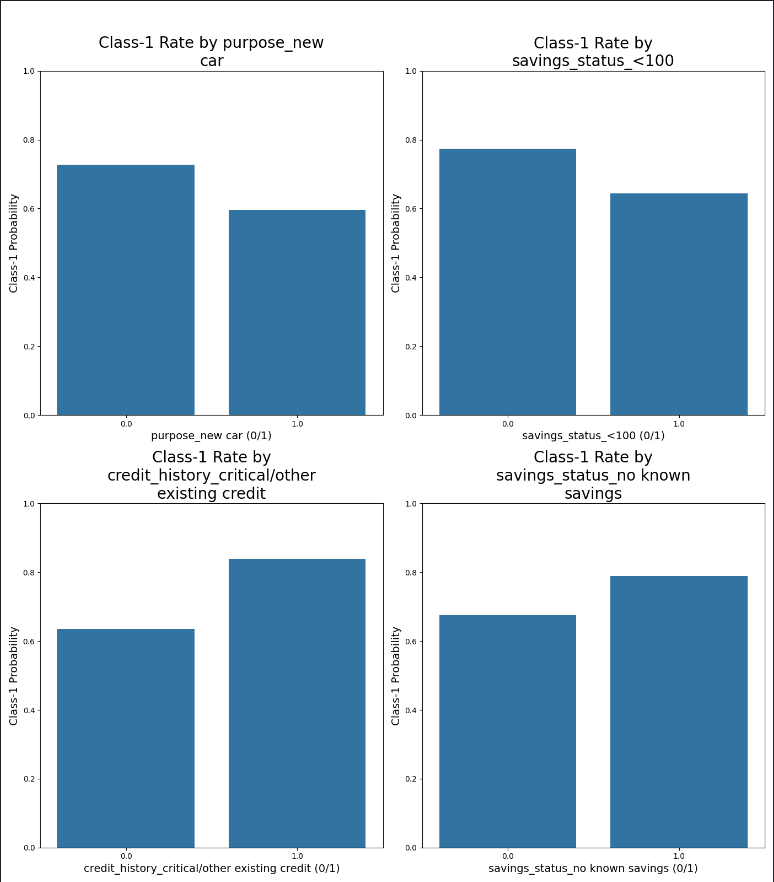 Class-1 Rate by purpose_new
car
1.0
0.8
0.6
0.4
0.2
0.0
Class-1 Probability
0.0
1.0
purpose_new car (0/1)
Class-1 Rate by
savings_status_<100
1.0
0.8
0.6
0.4
0.2
0.0
Class-1 Probability
0.0
1.0
savings_status_<100 (0/1)
Class-1 Rate by
credit_history_critical/other
existing credit
1.0
0.8
0.6
0.4
0.2
0.0
Class-1 Probability
0.0
1.0
credit_history_critical/other existing credit (0/1)
Class-1 Rate by
savings_status_no known
savings
1.0
0.8
0.6
0.4
0.2
0.0
Class-1 Probability
0.0
1.0
savings_status_no known savings (0/1)